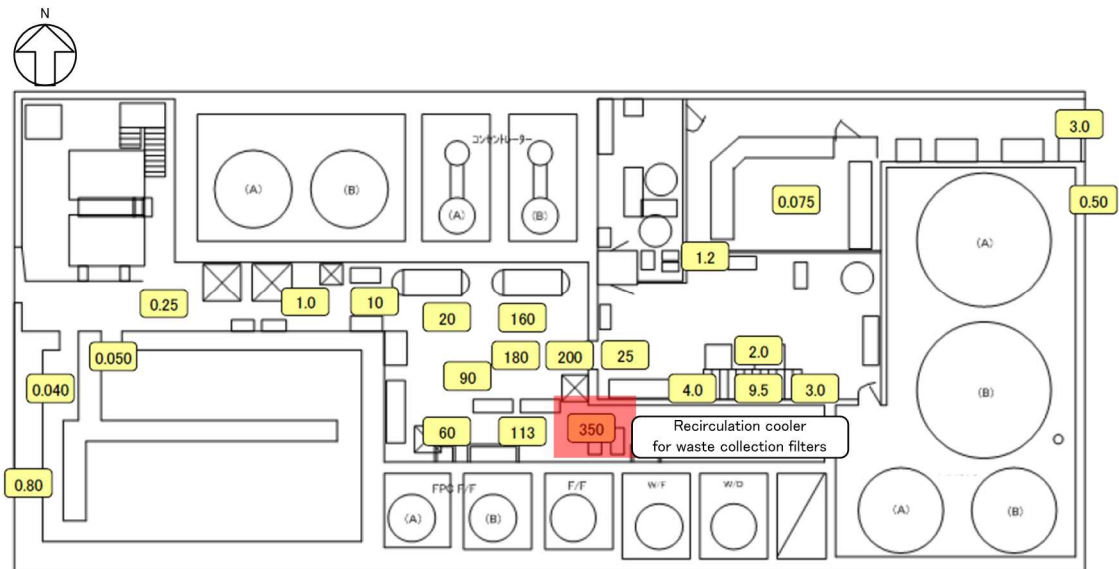 N
コンセントレーター
3.0
(A)
(B)
0.075
0.50
(A)
(A)
(B)
1.2
0.25
1.0
10
20
160
0.050
180
200
25
2.0
0.040
90
4.0
9.5
3.0
(B)
60
113
350
Recirculation cooler
for waste collection filters
0.80
FPC F/F
F/F
W/F
W/D
(A)
(B)
(A)
(B)